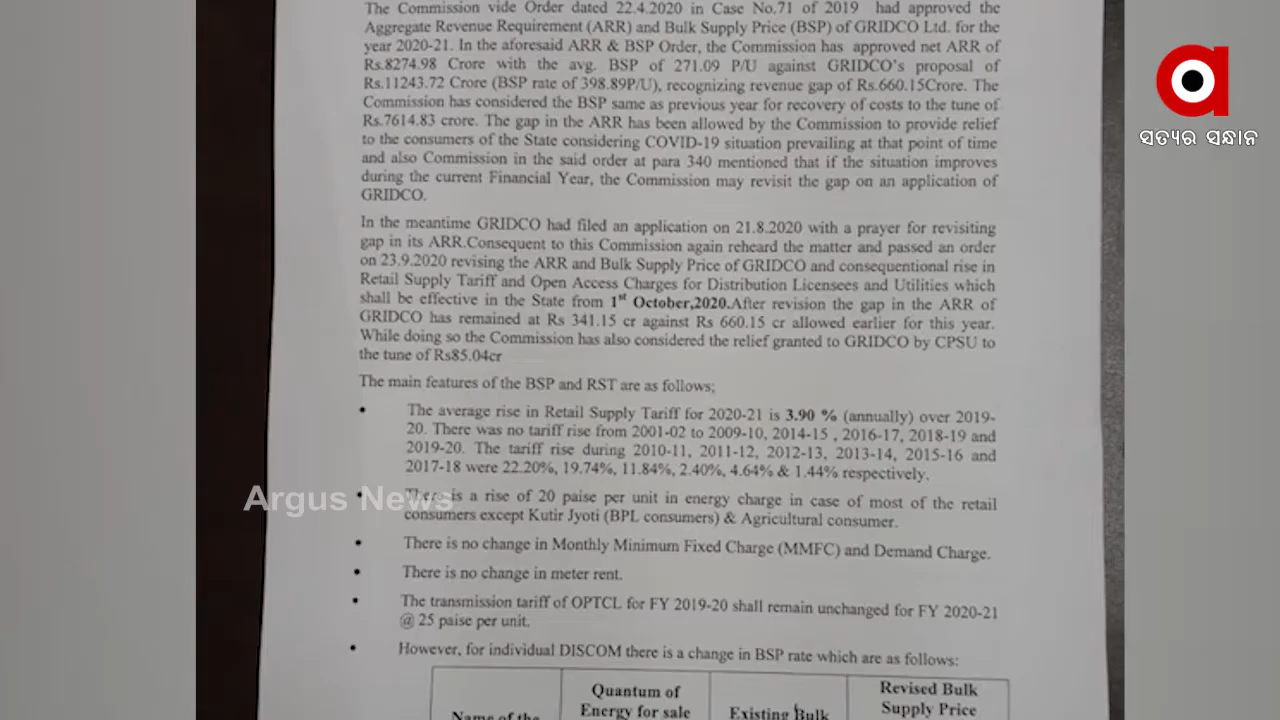 The Commission vide Order dated 22.4.2020 in Case No.71 of 2019 had approved the
Aggregate Revenue Requirement (ARR) and Bulk Supply Price (BSP) of GRIDCO Ltd. for the
year 2020-21. In the aforesaid ARR & BSP Order, the Commission has approved net ARR of
Rs.8274.98 Crore with the avg. BSP of 271.09 P/U against GRIDCO's proposal of
Rs.11243.72 Crore (BSP rate of 398.89P/U), recognizing revenue gap of Rs.660.15Crore. The
Commission has considered the BSP same as previous year for recovery of costs to the tune of
Rs.7614.83 crore. The gap in the ARR has been allowed by the Commission to provide relief
to the consumers of the State considering COVID-19 situation prevailing at that point of time
and also Commission in the said order at para 340 mentioned that if the situation improves
during the current Financial Year, the Commission may revisit the gap on an application of
GRIDCO.
In the meantime GRIDCO had filed an application on 21.8.2020 with a prayer for revisiting
gap in its ARR.Consequent to this Commission again reheard the matter and passed an order
on 23.9.2020 revising the ARR and Bulk Supply Price of GRIDCO and consequentional rise in
Retail Supply Tariff and Open Access Charges for Distribution Licensees and Utilities which
shall be effective in the State from 1st October,2020.After revision the gap in the ARR of
GRIDCO has remained at Rs 341.15 cr against Rs 660.15 cr allowed earlier for this year.
While doing so the Commission has also considered the relief granted to GRIDCO by CPSU to
the tune of Rs85.04cr
The main features of the BSP and RST are as follows;
• The average rise in Retail Supply Tariff for 2020-21 is 3.90 % (annually) over 2019-
20. There was no tariff rise from 2001-02 to 2009-10, 2014-15 , 2016-17, 2018-19 and
2019-20. The tariff rise during 2010-11, 2011-12, 2012-13, 2013-14, 2015-16 and
2017-18 were 22.20%, 19.74%, 11.84%, 2.40%, 4.64% & 1.44% respectively.
• There is a rise of 20 paise per unit in energy charge in case of most of the retail
consumers except Kutir Jyoti (BPL consumers) & Agricultural consumer.
• There is no change in Monthly Minimum Fixed Charge (MMFC) and Demand Charge.
• There is no change in meter rent.
• The transmission tariff of OPTCL for FY 2019-20 shall remain unchanged for FY 2020-21
@ 25 paise per unit.
• However, for individual DISCOM there is a change in BSP rate which are as follows:
Name of the
Quantum of
Energy for sale
Existing Bulk
Revised Bulk
Supply Price
Argus News
a
ସତ୍ୟର ସନ୍ଧାନ